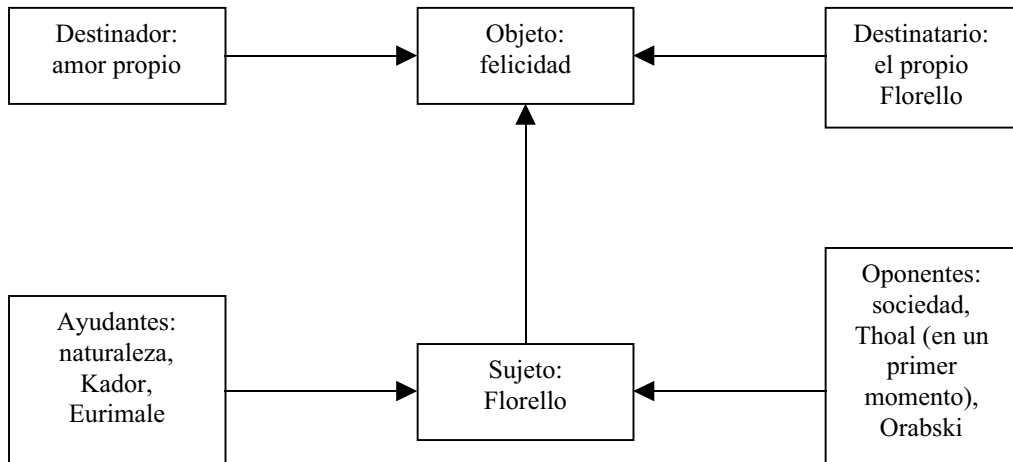 Destinador:
amor propio
Objeto:
felicidad
Destinatario:
el propio
Florello
Ayudantes:
naturaleza,
Kador,
Eurimale
Sujeto:
Florello
Oponentes:
sociedad,
Thoal (en un
primer
momento),
Orabski